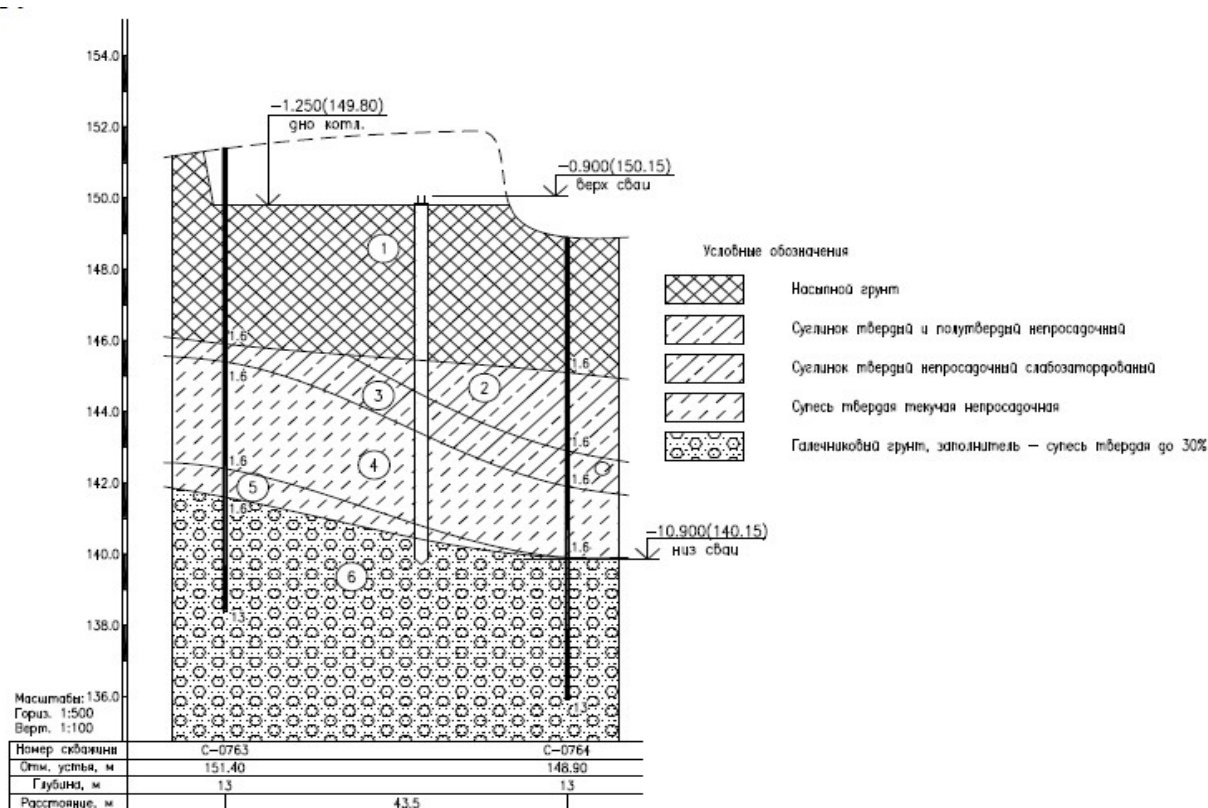 154.0
-1.250(149.80)
дно котл.
152.0
-0.900(150.15)
верх сваи
150.0
1
148.0
Условные обозначения
Насыпной грунт
146.0
1.6
1.6
Суглинок твердый и полутвердый непросадочный
1.6
2
3
144.0
Суглинок твердый непросадочный слабозаторфованый
1.6
Супесь твердая текучая непросадочная
1.6
4
142.0
5
1.6
1.6
Галечниковый грунт, заполнитель – супесь твердая до 30%
-10.900(140.15)
низ сваи
140.0
1.6
6
138.0
13
136.0
13
Масштабы:
Гориз. 1:500
Верт. 1:100
Номер скважини С-0763 С-0764
Отм. устья, м 151.40 148.90
Глубина, м 13 13
Расстояние, м 43.5